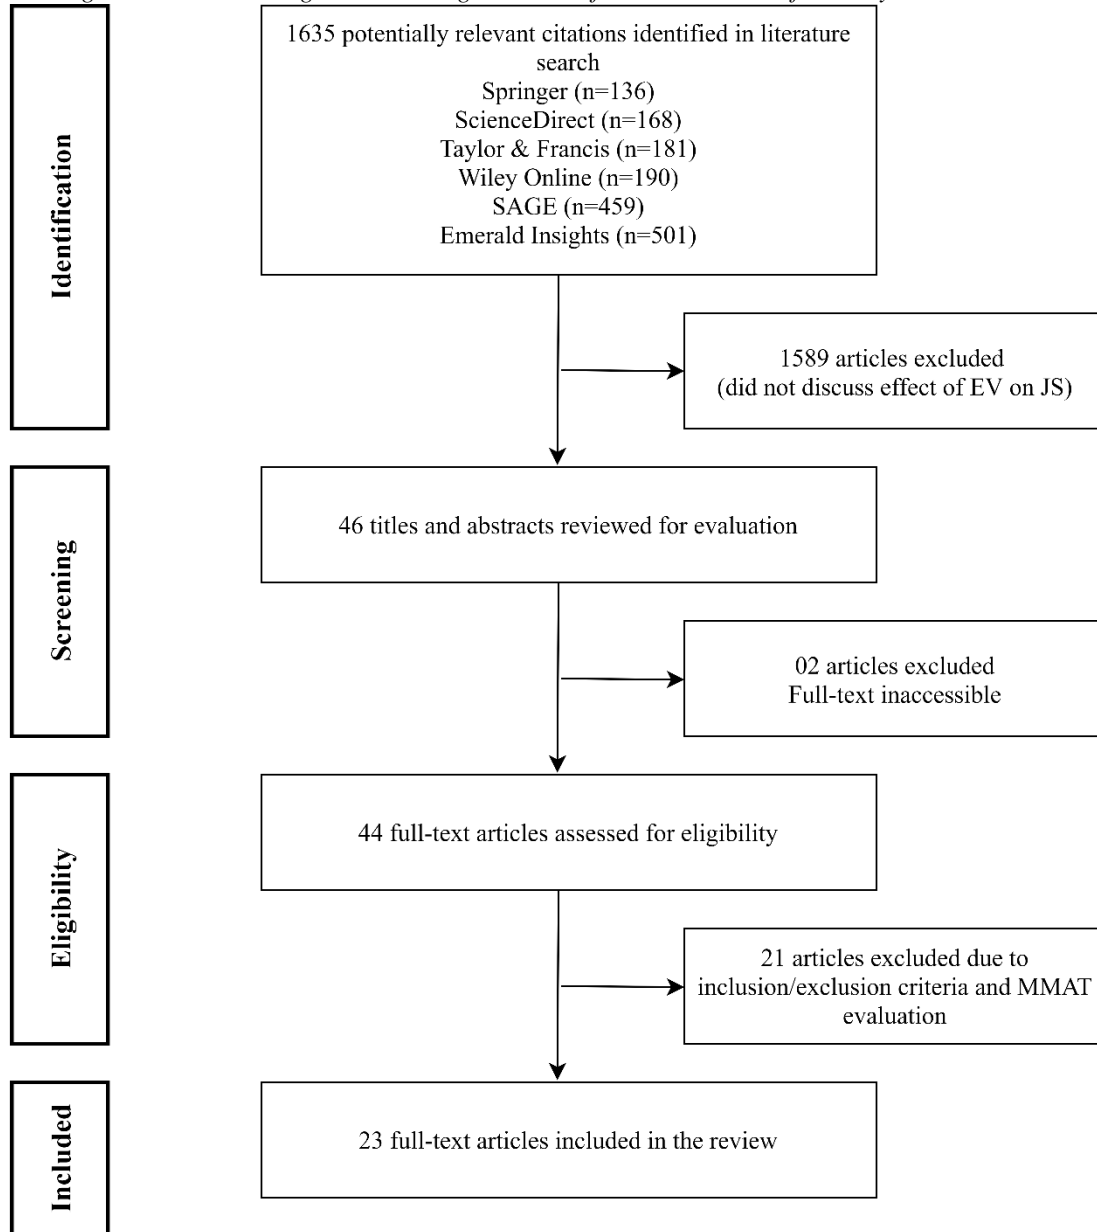 Identification
1635 potentially relevant citations identified in literature
search
Springer (n=136)
ScienceDirect (n=168)
Taylor & Francis (n=181)
Wiley Online (n=190)
SAGE (n=459)
Emerald Insights (n=501)
1589 articles excluded
(did not discuss effect of EV on JS)
Screening
46 titles and abstracts reviewed for evaluation
02 articles excluded
Full-text inaccessible
Eligibility
44 full-text articles assessed for eligibility
21 articles excluded due to
inclusion/exclusion criteria and MMAT
evaluation
Included
23 full-text articles included in the review